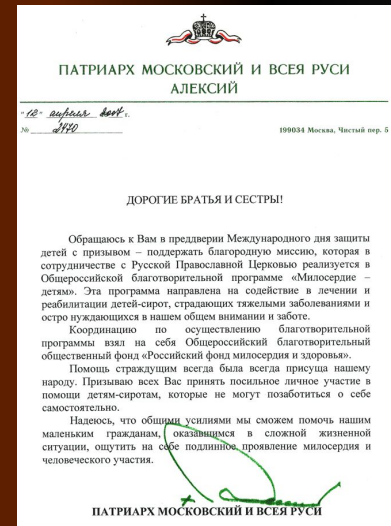 ПАТРИАРХ МОСКОВСКИЙ И ВСЕЯ РУСИ
АЛЕКСИЙ
"12" апреля 2007 г.
№ 2470
199034 Москва, Чистый пер. 5
ДОРОГИЕ БРАТЬЯ И СЕСТРЫ!
Обращаюсь к Вам в преддверии Международного дня защиты
детей с призывом – поддержать благородную миссию, которая в
сотрудничестве с Русской Православной Церковью реализуется в
Общероссийской благотворительной программе «Милосердие –
детям». Эта программа направлена на содействие в лечении и
реабилитации детей-сирот, страдающих тяжелыми заболеваниями и
остро нуждающихся в нашем общем внимании и заботе.
Координацию по осуществлению благотворительной
программы взял на себя Общероссийский благотворительный
общественный фонд «Российский фонд милосердия и здоровья».
Помощь страждущим всегда была всегда присуща нашему
народу. Призываю всех Вас принять посильное личное участие в
помощи детям-сиротам, которые не могут позаботиться о себе
самостоятельно.
Надеюсь, что общими усилиями мы сможем помочь нашим
маленьким гражданам, оказавшимся в сложной жизненной
ситуации, ощутить на себе подлинное проявление милосердия и
человеческого участия.
ПАТРИАРХ МОСКОВСКИЙ И ВСЕЯ РУСИ